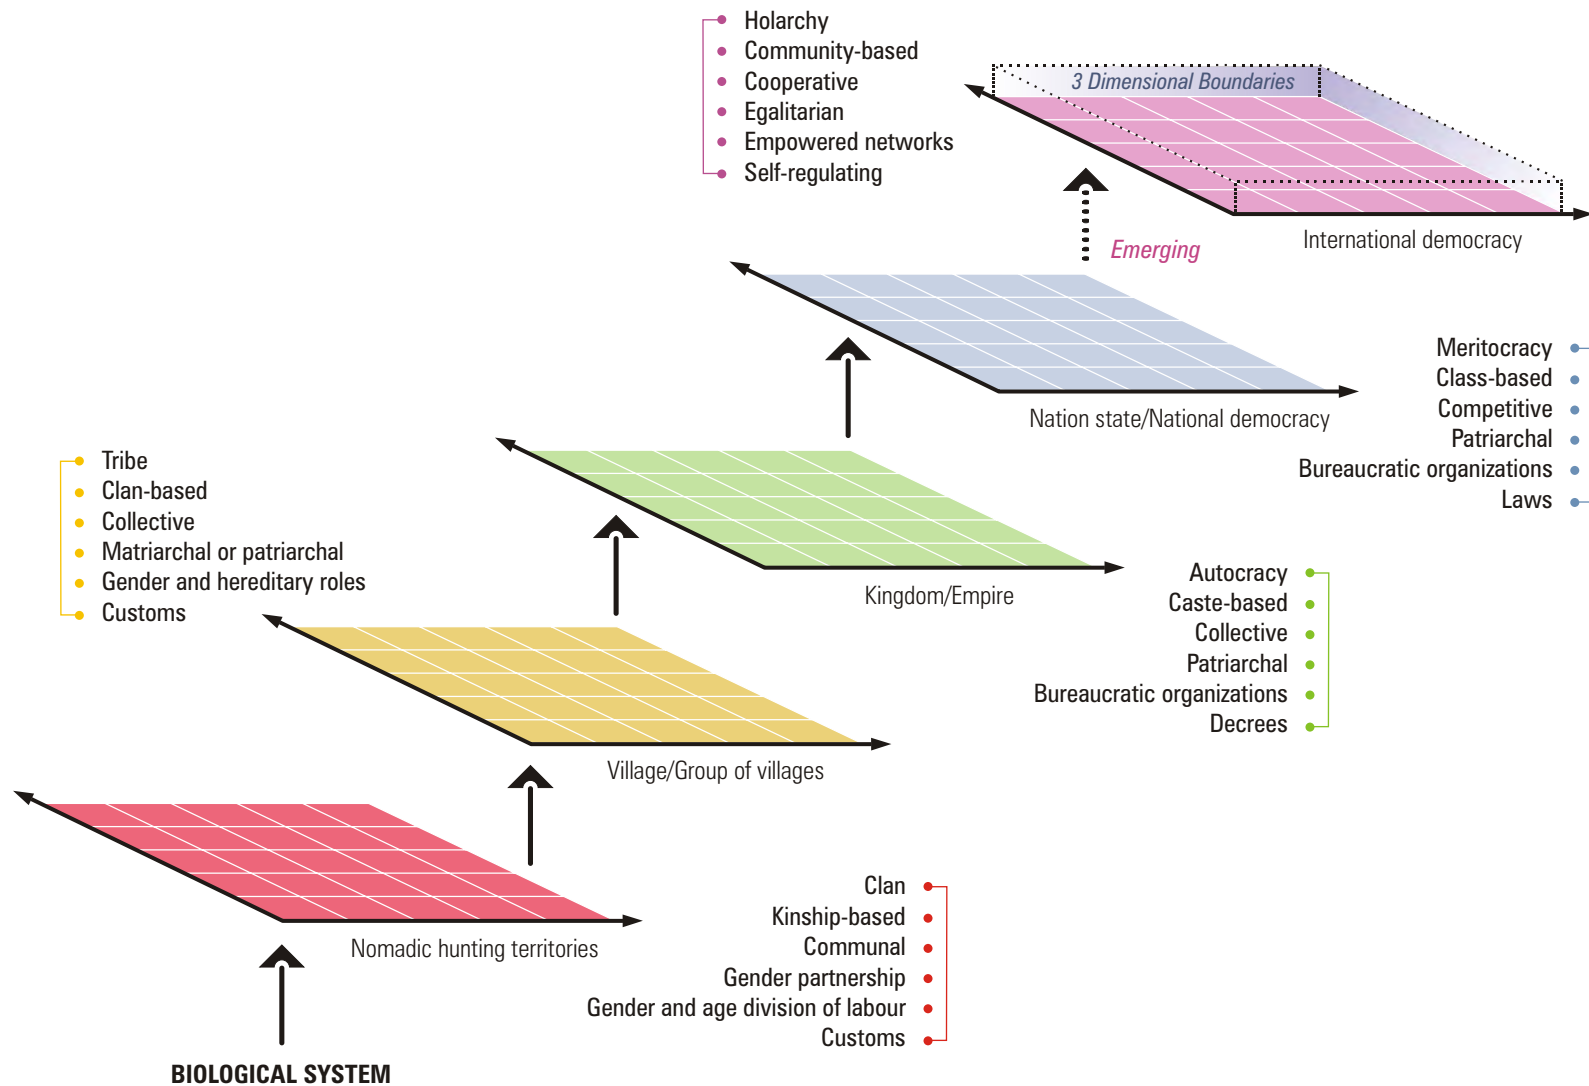 Holarchy
Community-based
Cooperative
Egalitarian
Empowered networks
Self-regulating
3 Dimensional Boundaries
International democracy
Emerging
Nation state/National democracy
Meritocracy
Class-based
Competitive
Patriarchal
Bureaucratic organizations
Laws
Tribe
Clan-based
Collective
Matriarchal or patriarchal
Gender and hereditary roles
Customs
Kingdom/Empire
Autocracy
Caste-based
Collective
Patriarchal
Bureaucratic organizations
Decrees
Village/Group of villages
Nomadic hunting territories
Clan
Kinship-based
Communal
Gender partnership
Gender and age division of labour
Customs
BIOLOGICAL SYSTEM